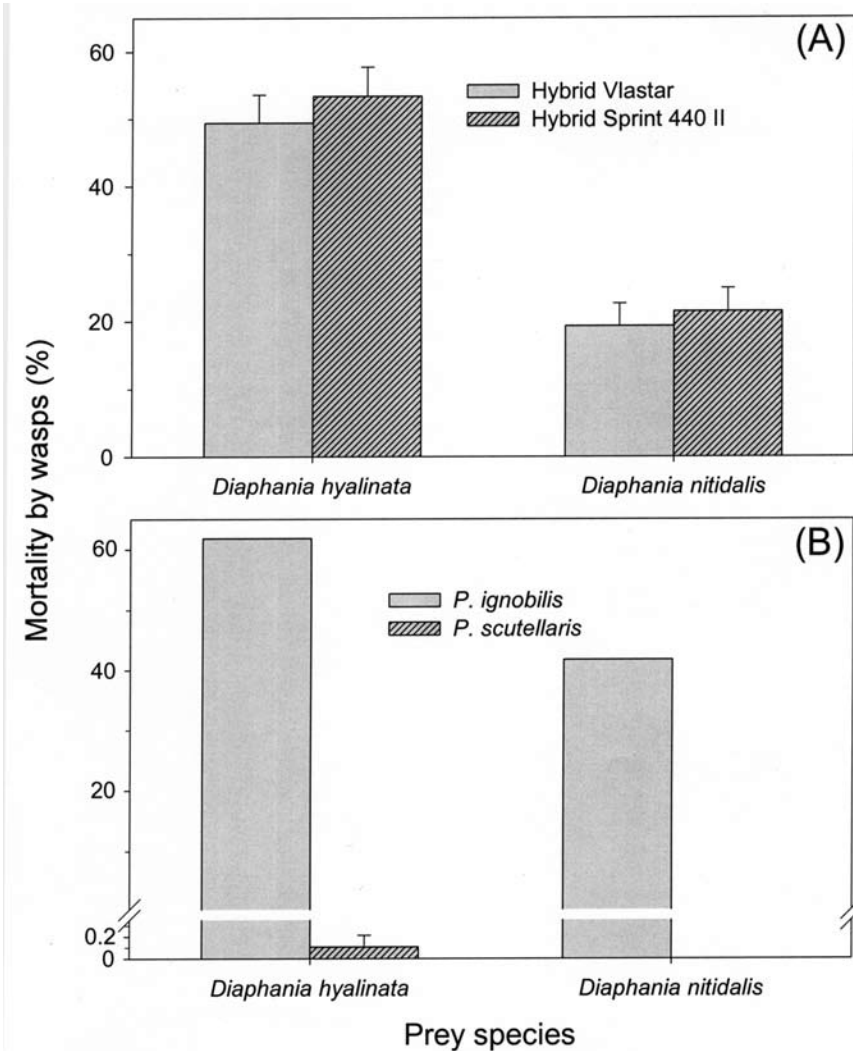 (A)
Hybrid Vlastar
Hybrid Sprint 440 II
60
40
20
0
Diaphania hyalinata
Diaphania nitidalis
Mortality by wasps (%)
(B)
P. ignobilis
P. scutellaris
60
40
20
0.2
0
Diaphania hyalinata
Diaphania nitidalis
Prey species